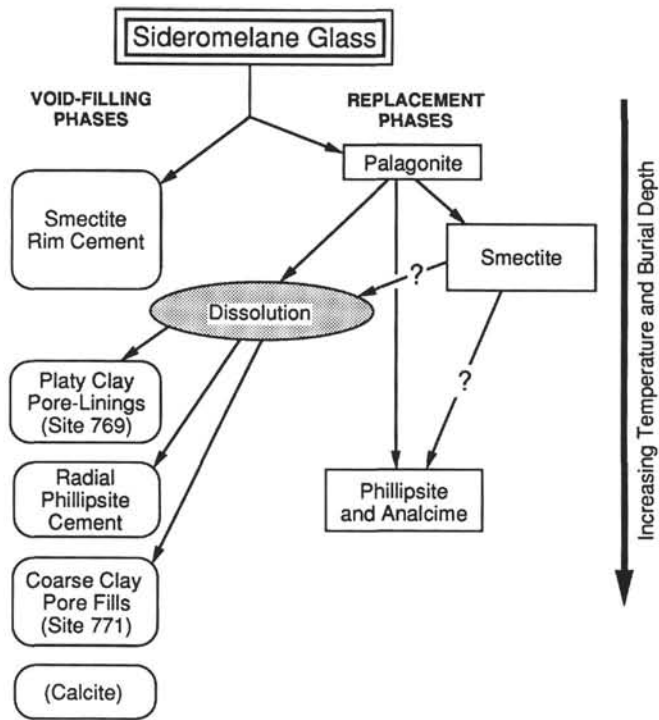 Sideromelane Glass
VOID-FILLING
PHASES
REPLACEMENT
PHASES
Palagonite
Smectite
Rim Cement
Smectite
?
Dissolution
?
Platy Clay
Pore-Linings
(Site 769)
Radial
Phillipsite
Cement
Phillipsite
and Analcime
Coarse Clay
Pore Fills
(Site 771)
(Calcite)
Increasing Temperature and Burial Depth